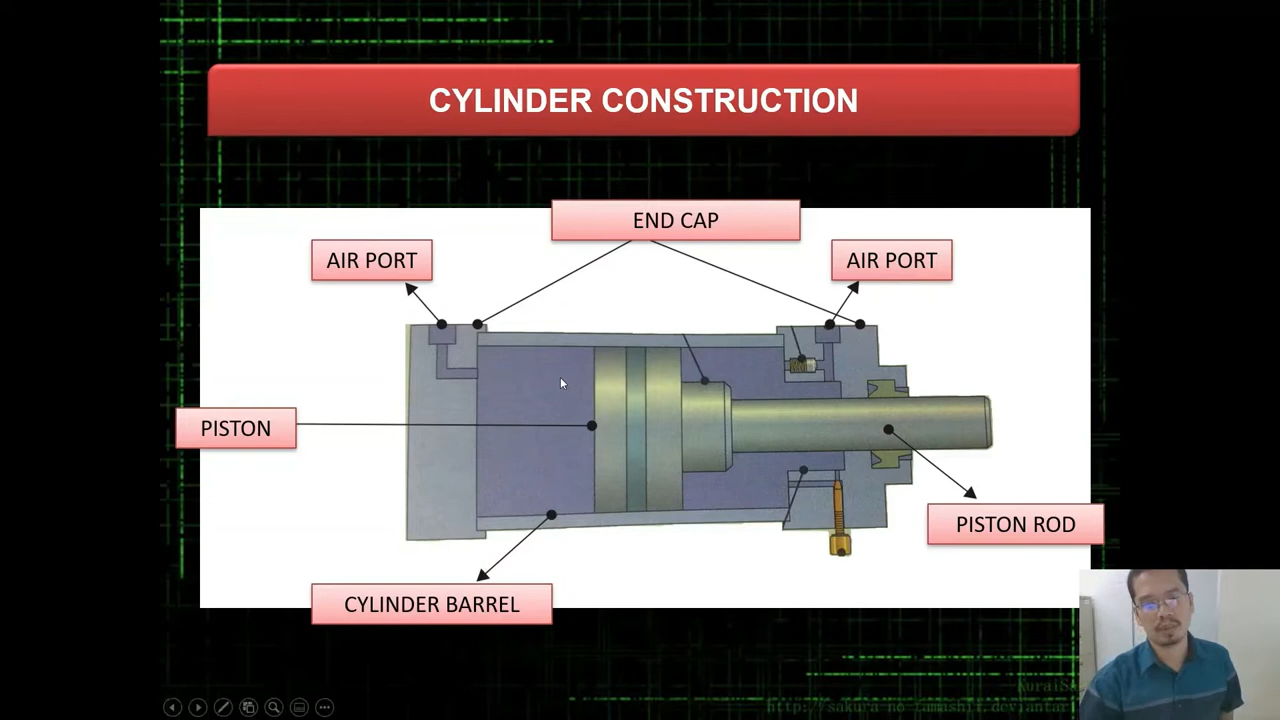 CYLINDER CONSTRUCTION
END CAP
AIR PORT
AIR PORT
PISTON
PISTON ROD
CYLINDER BARREL